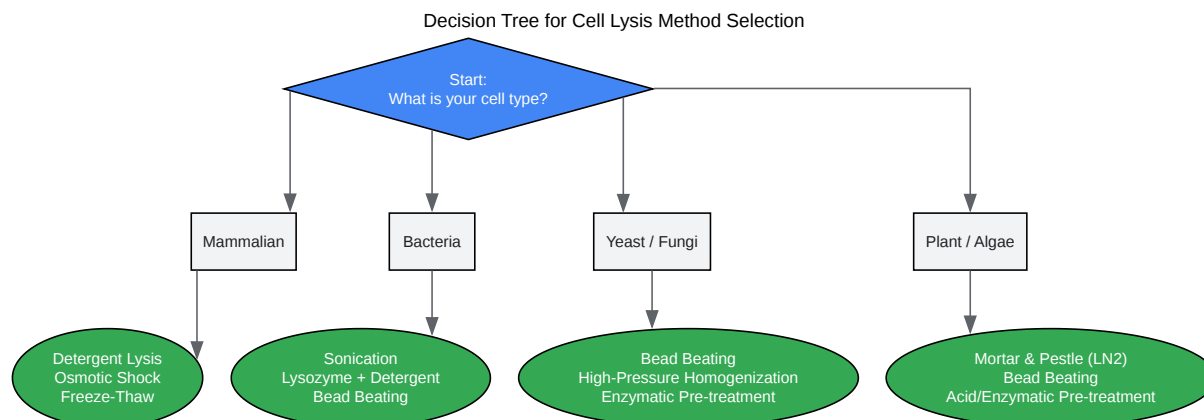 Decision Tree for Cell Lysis Method Selection
Start:
What is your cell type?
Mammalian
Bacteria
Yeast / Fungi
Plant / Algae
Detergent Lysis
Osmotic Shock
Freeze-Thaw
Sonication
Lysozyme + Detergent
Bead Beating
Bead Beating
High-Pressure Homogenization
Enzymatic Pre-treatment
Mortar & Pestle (LN2)
Bead Beating
Acid/Enzymatic Pre-treatment